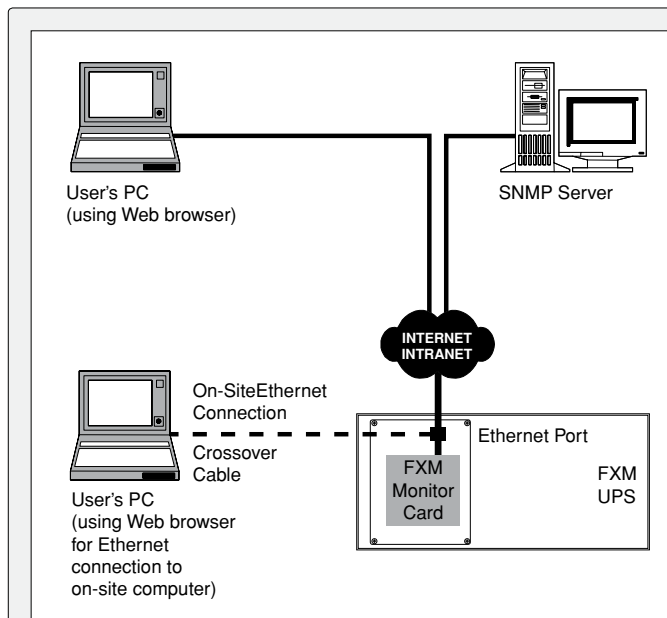 User's PC
(using Web browser)
SNMP Server
INTERNET
INTRANET
On-SiteEthernet
Connection
Crossover
Cable
User's PC
(using Web browser
for Ethernet
connection to
on-site computer)
Ethernet Port
FXM
Monitor
Card
FXM
UPS